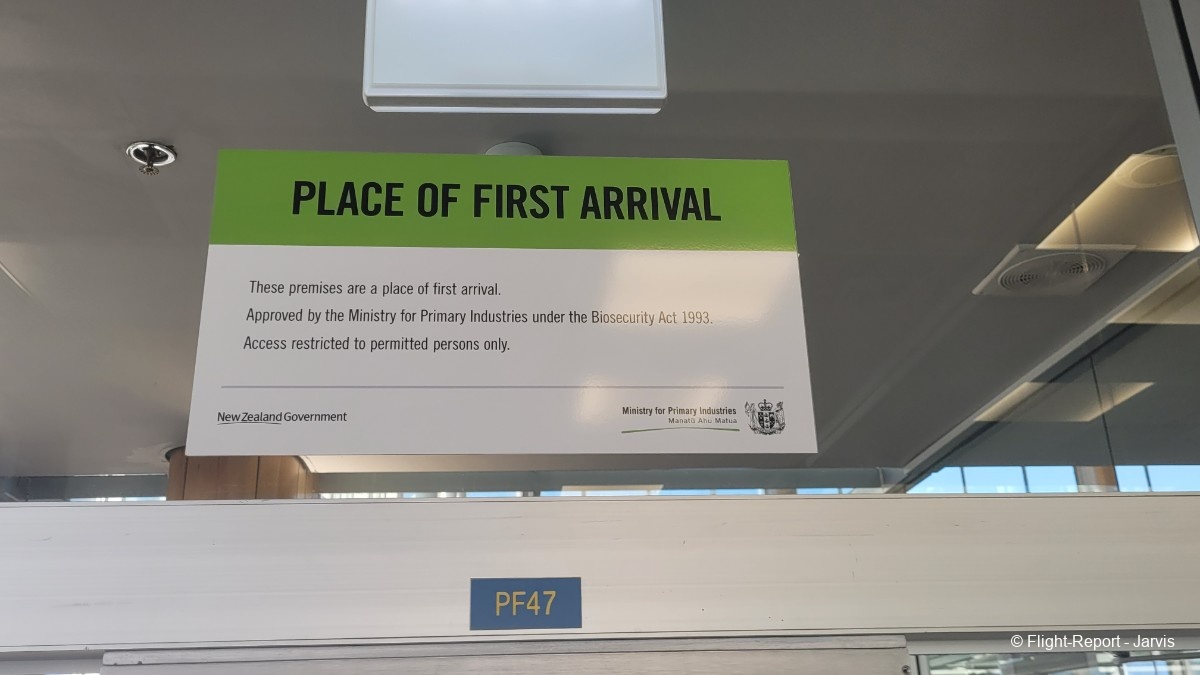 PLACE OF FIRST ARRIVAL
These premises are a place of first arrival.
Approved by the Ministry for Primary Industries under the Biosecurity Act 1993.
Access restricted to permitted persons only.
New Zealand Government
Ministry for Primary Industries
Manatū Ahu Matua
PF47
© Flight-Report - Jarvis